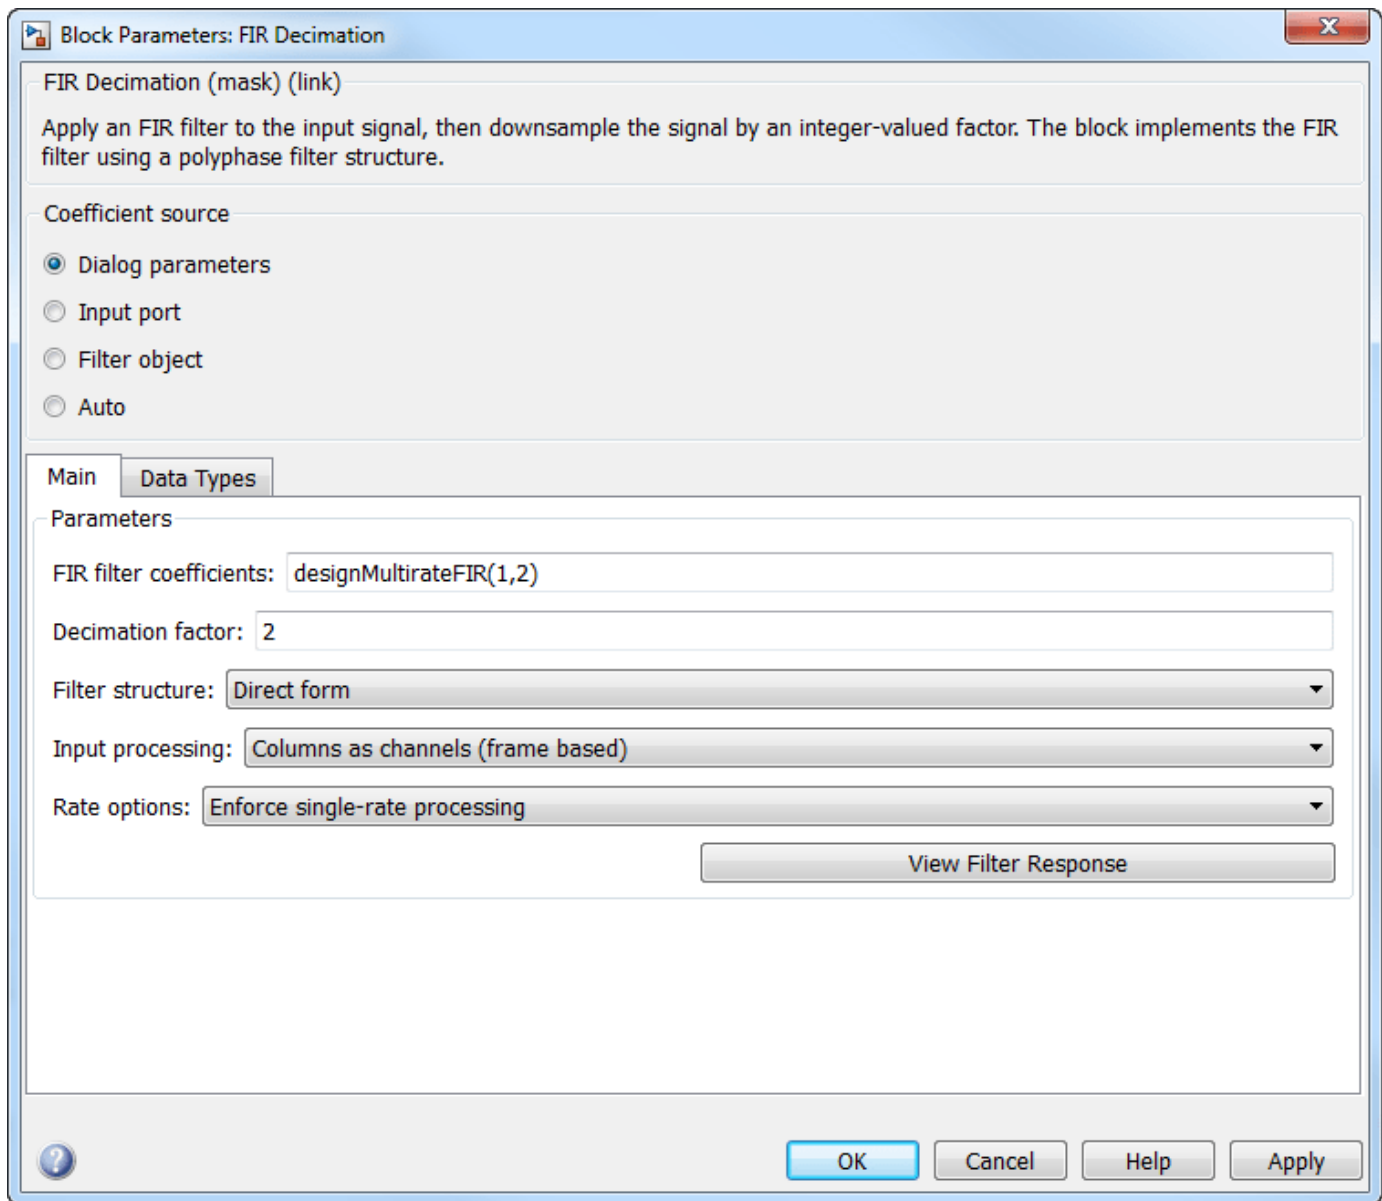 Block Parameters: FIR Decimation
X
FIR Decimation (mask) (link)
Apply an FIR filter to the input signal, then downsample the signal by an integer-valued factor. The block implements the FIR
filter using a polyphase filter structure.
Coefficient source
Dialog parameters
Input port
Filter object
Auto
Main Data Types
Parameters
FIR filter coefficients: designMultirateFIR(1,2)
Decimation factor: 2
Filter structure: Direct form
Input processing: Columns as channels (frame based)
Rate options: Enforce single-rate processing
View Filter Response
? OK Cancel Help Apply